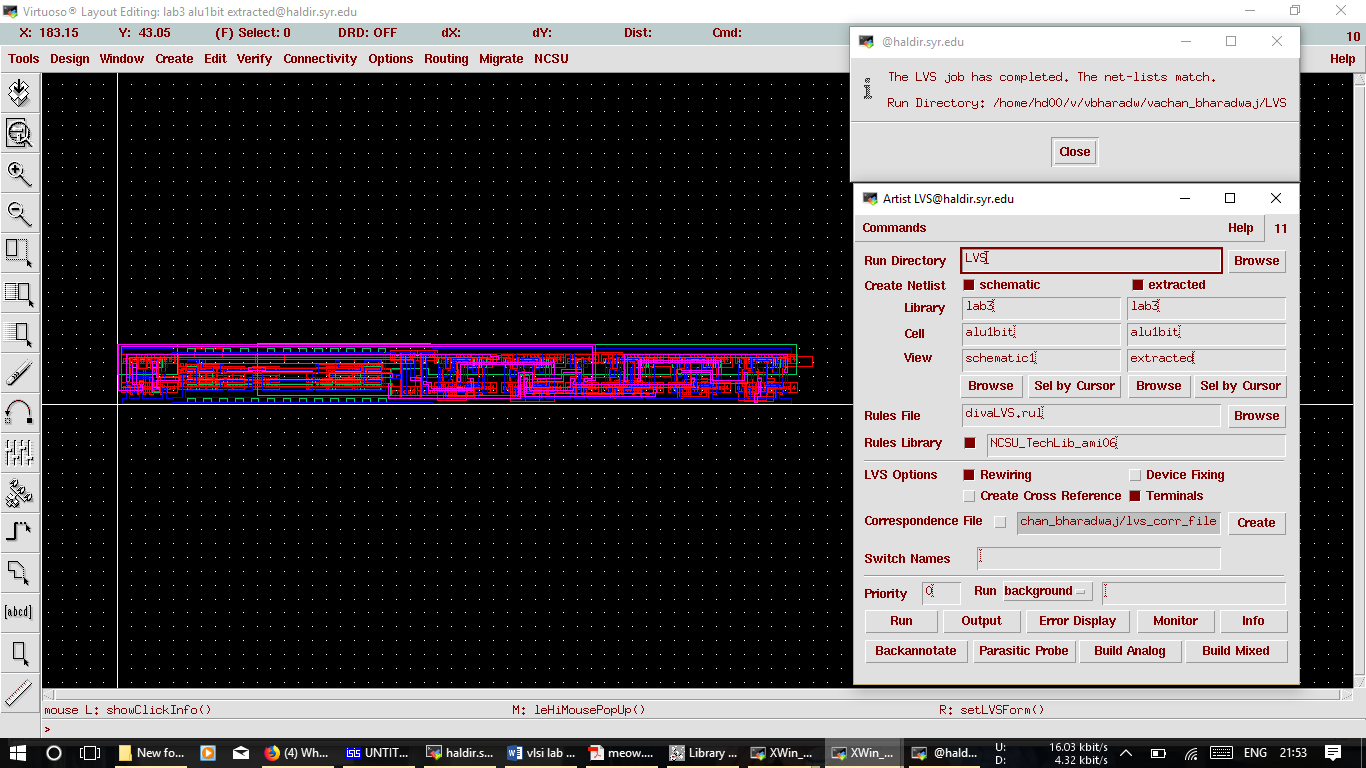 Virtuoso® Layout Editing: lab3 alu1bit extracted@haldir.syr.edu
X: 183.15 Y: 43.05 (F) Select: 0 DRD: OFF dX: dY: Dist: Cmd: 10
Tools Design Window Create Edit Verify Connectivity Options Routing Migrate NCSU Help
@haldir.syr.edu
The LVS job has completed. The net-lists match.
Run Directory: /home/hd00/v/vbharadw/vachan_bharadwaj/LVS
Close
Artist LVS@haldir.syr.edu
Commands Help 11
Run Directory LVS Browse
Create Netlist schematic extracted
Library lab3 lab3
Cell alu1bit alu1bit
View schematic1 extracted
Browse Sel by Cursor Browse Sel by Cursor
Rules File divaLVS.rul Browse
Rules Library NCSU_TechLib_ami06
LVS Options Rewiring Device Fixing
Create Cross Reference Terminals
Correspondence File chan_bharadwaj/lvs_corr_file Create
Switch Names
Priority 0 Run background
Run Output Error Display Monitor Info
Backannotate Parasitic Probe Build Analog Build Mixed
[abcd]
mouse L: showClickInfo() M: leHiMousePopUp() R: setLVSForm()
>
New fo... (4) Wh... ISIS UNTIT... haldir.s... vlsi lab ... meow.... Library ... XWin_... XWin_... @hald... U: 16.03 kbit/s D: 4.32 kbit/s ENG 21:53